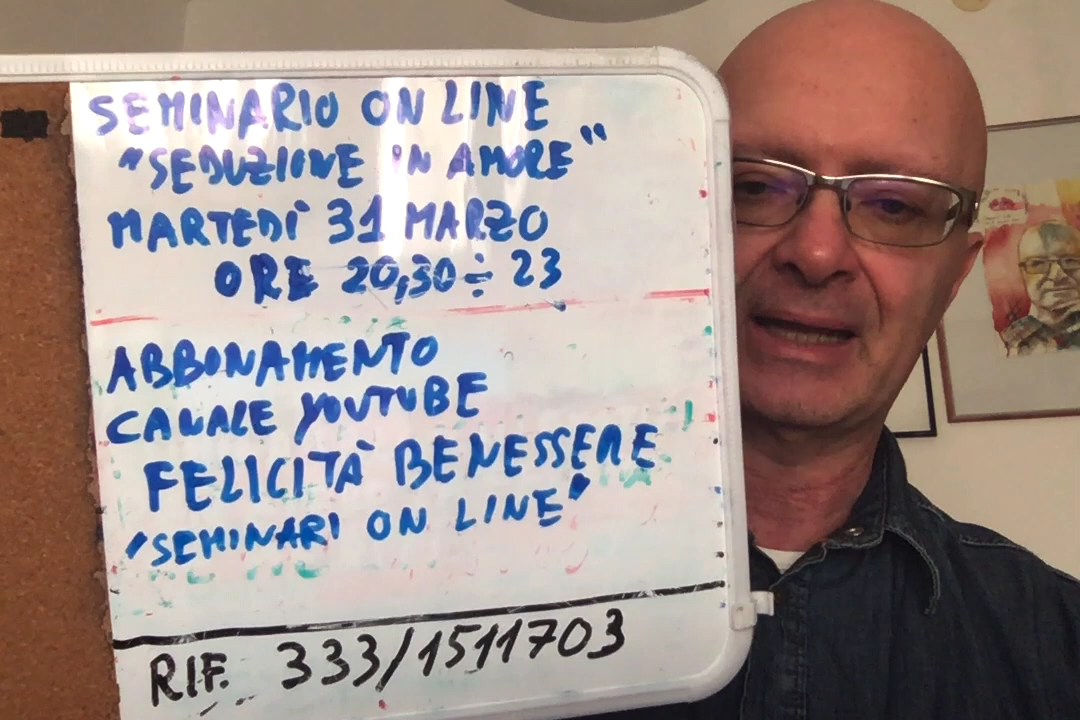 SEMINARIO ON LINE
"SEDUZIONE IN AMORE"
MARTEDÌ 31 MARZO
ORE 20,30÷23
ABBONAMENTO
CANALE YOUTUBE
FELICITÀ BENESSERE
"SEMINARI ON LINE"
RIF. 333/1511703